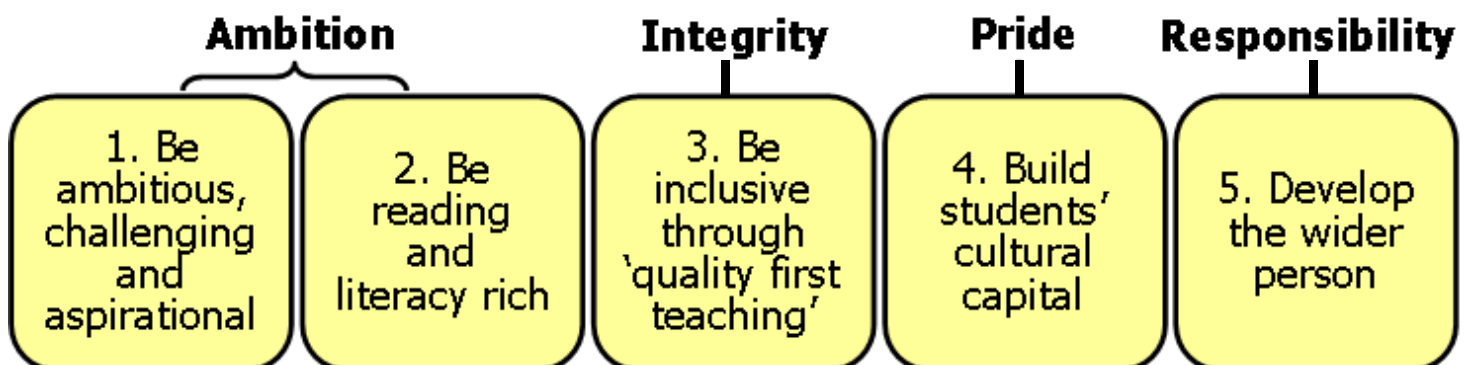 Ambition
Integrity
Pride
Responsibility
1. Be
ambitious,
challenging
and
aspirational
2. Be
reading
and
literacy rich
3. Be
inclusive
through
‘quality first
teaching’
4. Build
students’
cultural
capital
5. Develop
the wider
person